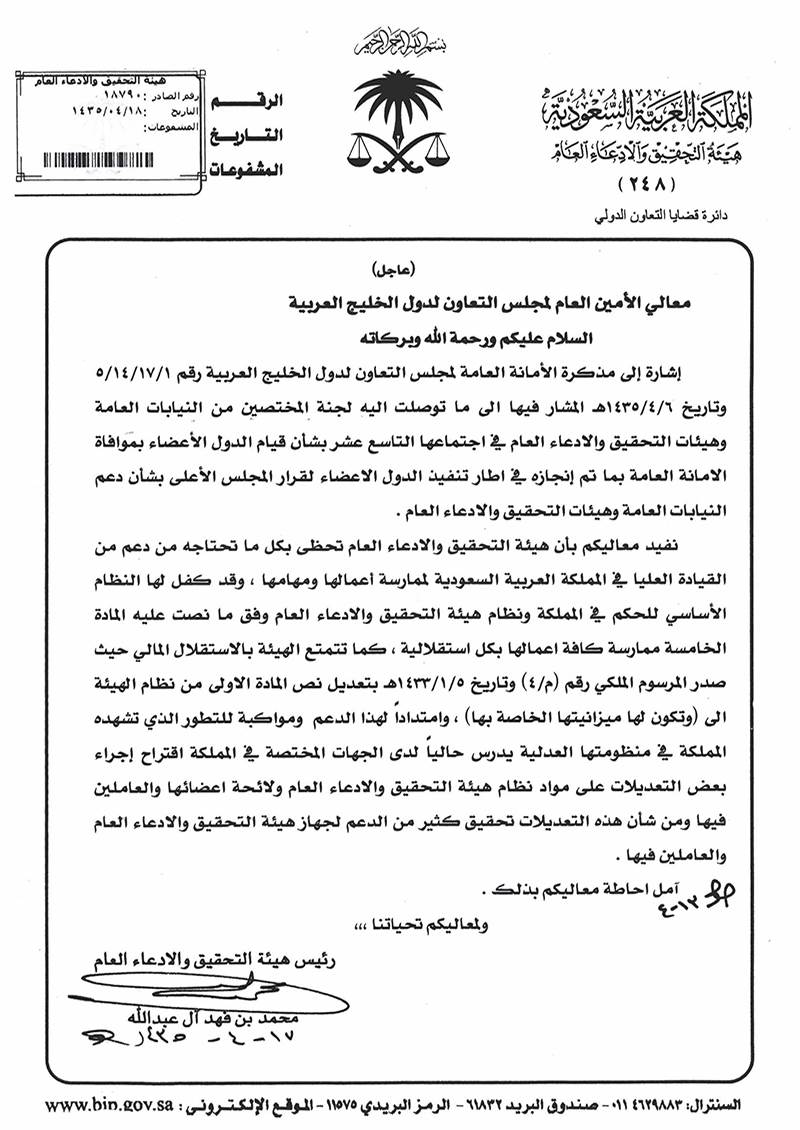 بسم الله الرحمن الرحيم
المملكة العربية السعودية
هيئة التحقيق والادعاء العام
(٢٤٨)
دائرة قضايا التعاون الدولي
الرقم
التاريخ
المشفوعات
هيئة التحقيق والادعاء العام
رقم الصادر : ١٨٧٩٠
التاريخ : ١٤٣٥/٠٤/١٨
المشفوعات:
(عاجل)
معالي الأمين العام لمجلس التعاون لدول الخليج العربية
السلام عليكم ورحمة الله وبركاته
إشارة إلى مذكرة الأمانة العامة لمجلس التعاون لدول الخليج العربية رقم ٥/١٤/١٧/١
وتاريخ ١٤٣٥/٤/٦هـ المشار فيها الى ما توصلت اليه لجنة المختصين من النيابات العامة
وهيئات التحقيق والادعاء العام في اجتماعها التاسع عشر بشأن قيام الدول الأعضاء بموافاة
الامانة العامة بما تم إنجازه في اطار تنفيذ الدول الاعضاء لقرار المجلس الأعلى بشأن دعم
النيابات العامة وهيئات التحقيق والادعاء العام .
نفيد معاليكم بأن هيئة التحقيق والادعاء العام تحظى بكل ما تحتاجه من دعم من
القيادة العليا في المملكة العربية السعودية لممارسة أعمالها ومهامها ، وقد كفل لها النظام
الأساسي للحكم في المملكة ونظام هيئة التحقيق والادعاء العام وفق ما نصت عليه المادة
الخامسة ممارسة كافة اعمالها بكل استقلالية ، كما تتمتع الهيئة بالاستقلال المالي حيث
صدر المرسوم الملكي رقم (م/٤) وتاريخ ١٤٣٣/١/٥هـ بتعديل نص المادة الاولى من نظام الهيئة
الى (وتكون لها ميزانيتها الخاصة بها) ، وامتداداً لهذا الدعم ومواكبة للتطور الذي تشهده
المملكة في منظومتها العدلية يدرس حالياً لدى الجهات المختصة في المملكة اقتراح إجراء
بعض التعديلات على مواد نظام هيئة التحقيق والادعاء العام ولائحة اعضائها والعاملين
فيها ومن شأن هذه التعديلات تحقيق كثير من الدعم لجهاز هيئة التحقيق والادعاء العام
والعاملين فيها .
آمل احاطة معاليكم بذلك .
١٣-٤
ولمعاليكم تحياتنا ،،،
رئيس هيئة التحقيق والادعاء العام
محمد بن فهد آل عبدالله
١٧-٤-١٤٣٥
السنترال: ٠١١٤٦٢٩٨٨٣ - صندوق البريد ٦١٨٣٢ - الرمز البريدي ١١٥٧٥ - الموقع الإلكتروني : www.bip.gov.sa